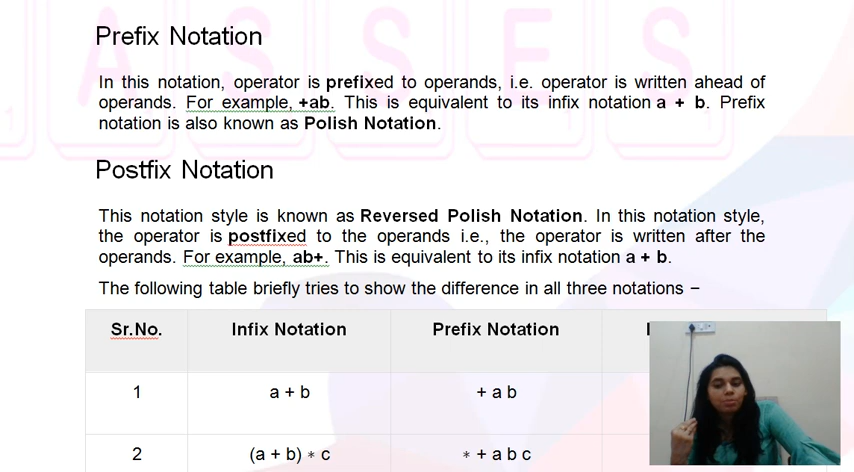 A S S E S
Prefix Notation
In this notation, operator is prefixed to operands, i.e. operator is written ahead of
operands. For example, +ab. This is equivalent to its infix notation a + b. Prefix
notation is also known as Polish Notation.
Postfix Notation
This notation style is known as Reversed Polish Notation. In this notation style,
the operator is postfixed to the operands i.e., the operator is written after the
operands. For example, ab+. This is equivalent to its infix notation a + b.
The following table briefly tries to show the difference in all three notations −
Sr.No. Infix Notation Prefix Notation
1 a + b + a b
2 (a + b) ∗ c ∗ + a b c